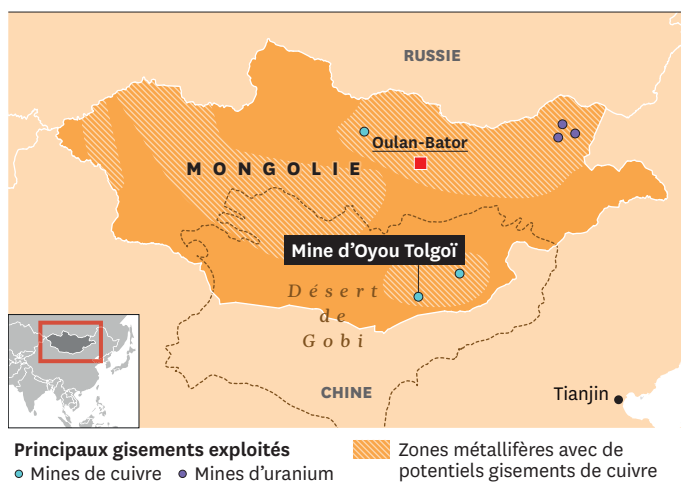 RUSSIE
Oulan-Bator
MONGOLIE
Mine d'Oyou Tolgoï
Désert
de
Gobi
CHINE
Tianjin
Principaux gisements exploités
Mines de cuivre
Mines d'uranium
Zones métallifères avec de
potentiels gisements de cuivre